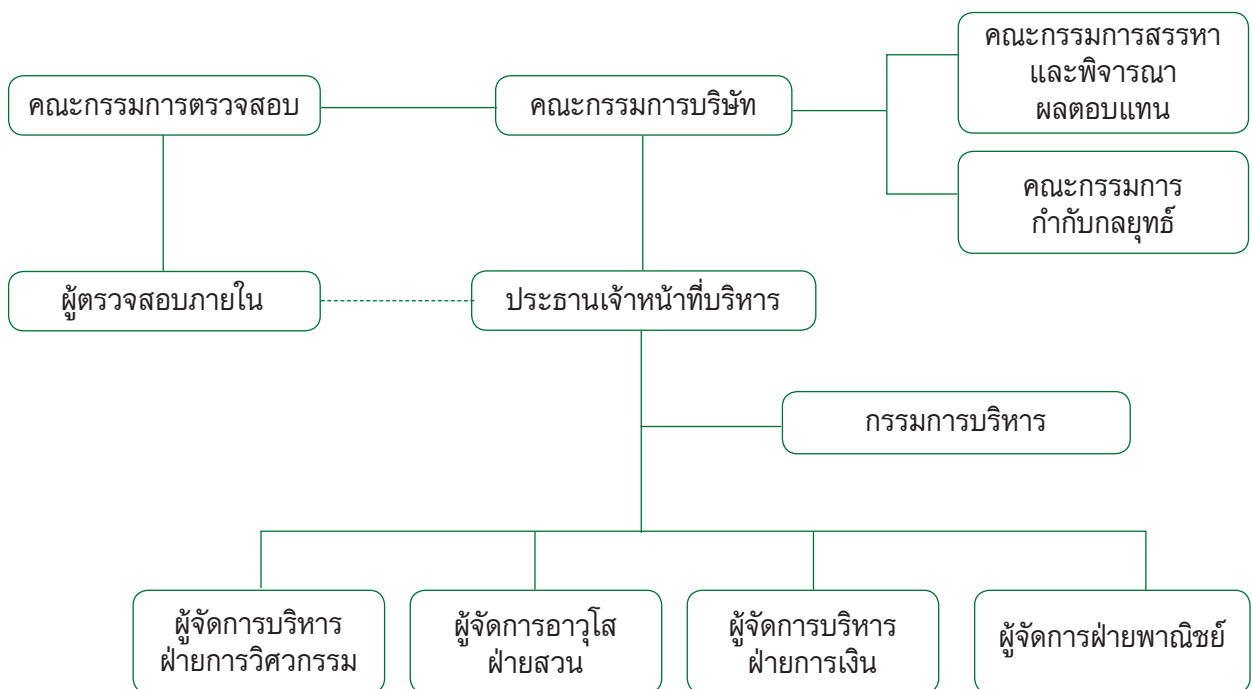 คณะกรรมการสรรหา
และพิจารณา
ผลตอบแทน
คณะกรรมการตรวจสอบ
คณะกรรมการบริษัท
คณะกรรมการ
กำกับกลยุทธ์
ผู้ตรวจสอบภายใน
ประธานเจ้าหน้าที่บริหาร
กรรมการบริหาร
ผู้จัดการบริหาร
ฝ่ายการวิศวกรรม
ผู้จัดการอาวุโส
ฝ่ายสวน
ผู้จัดการบริหาร
ฝ่ายการเงิน
ผู้จัดการฝ่ายพาณิชย์